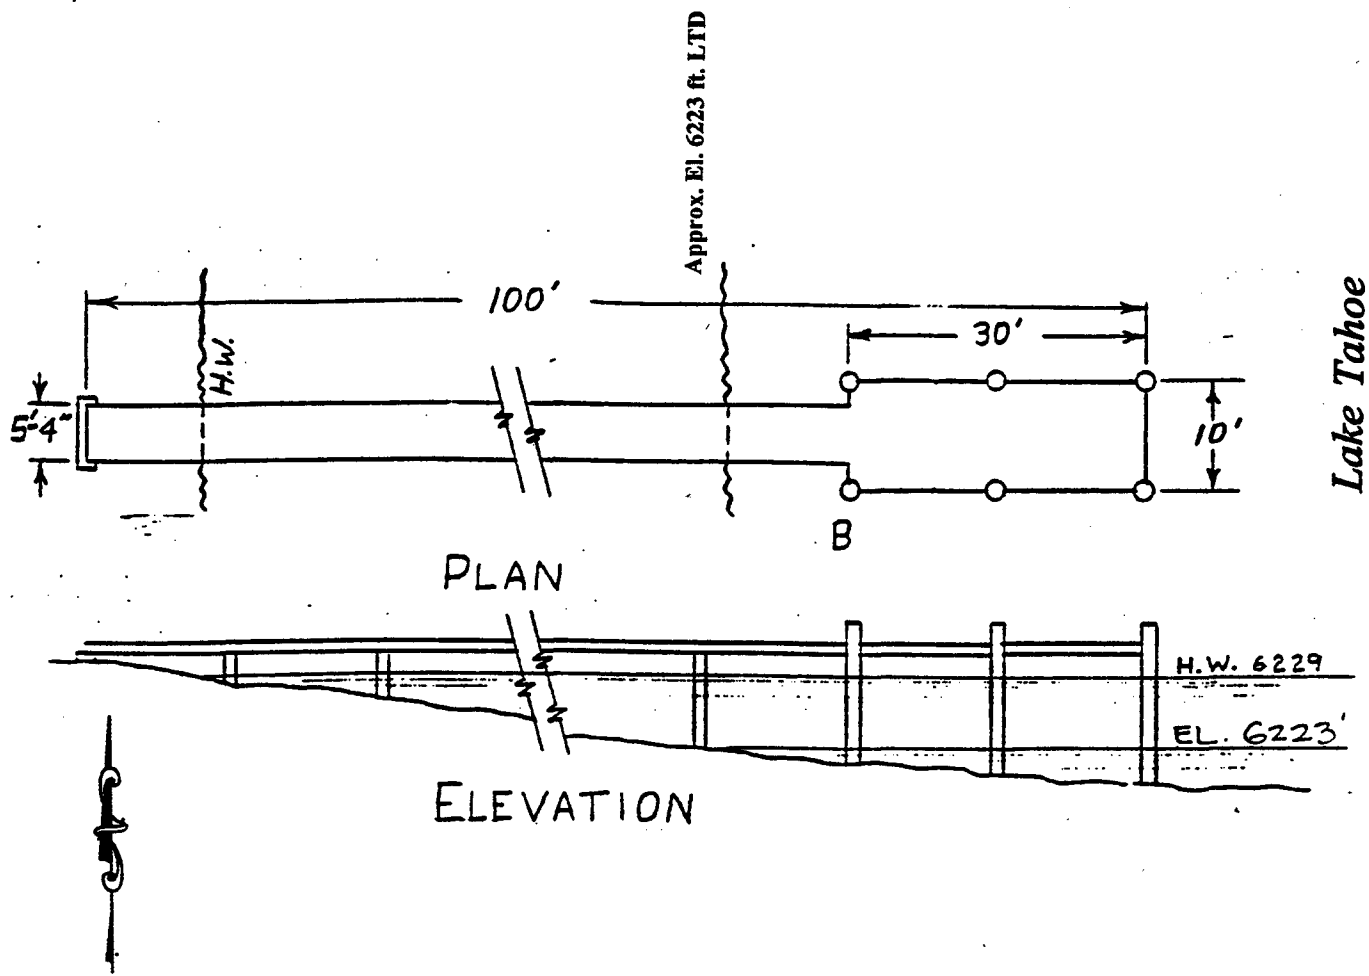 Approx. El. 6223 ft. LTD
100'
30'
H.W.
5'-4"
10'
Lake Tahoe
B
PLAN
H.W. 6229
EL. 6223'
ELEVATION